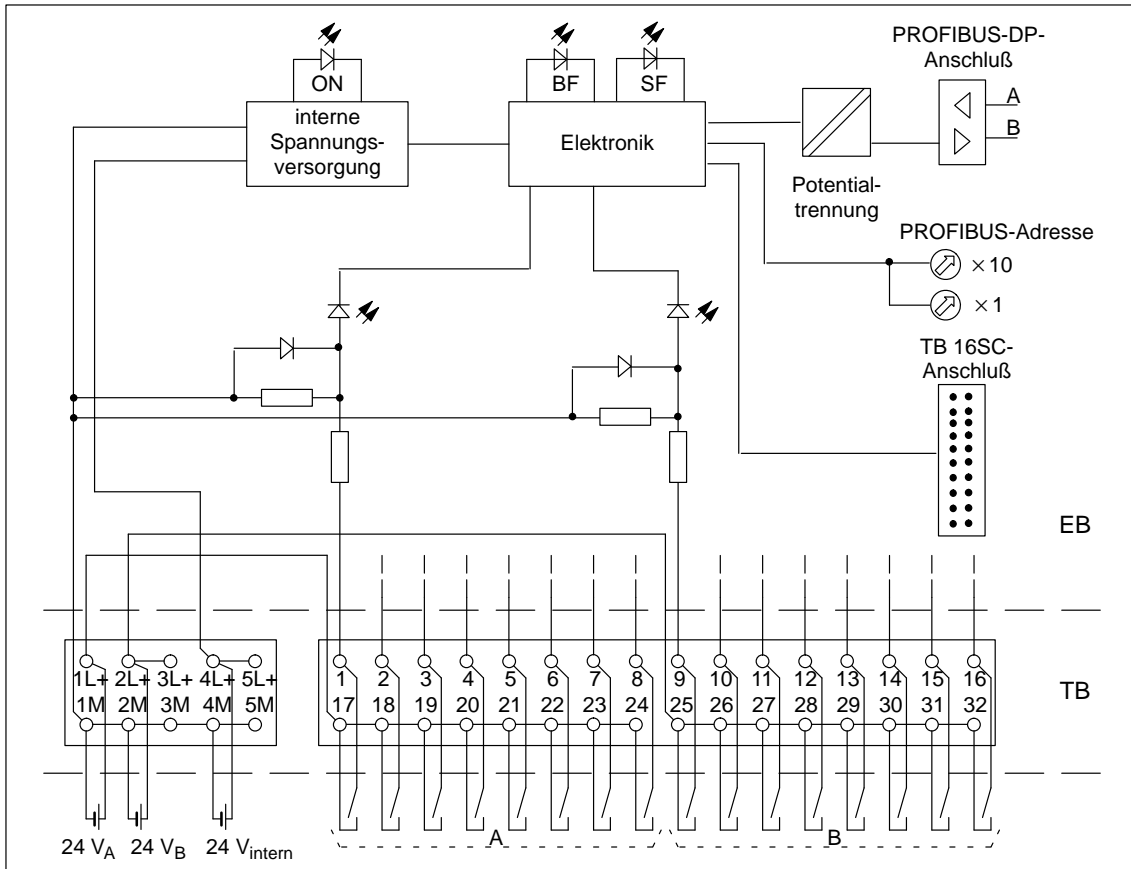 PROFIBUS-DP-
Anschluß
ON
BF
SF
A
B
interne
Spannungs-
versorgung
Elektronik
Potential-
trennung
PROFIBUS-Adresse
×10
×1
TB 16SC-
Anschluß
EB
1L+ 2L+ 3L+ 4L+ 5L+
1 2 3 4 5 6 7 8 9 10 11 12 13 14 15 16
1M 2M 3M 4M 5M
17 18 19 20 21 22 23 24 25 26 27 28 29 30 31 32
TB
A
B
24 VA 24 VB 24 Vintern